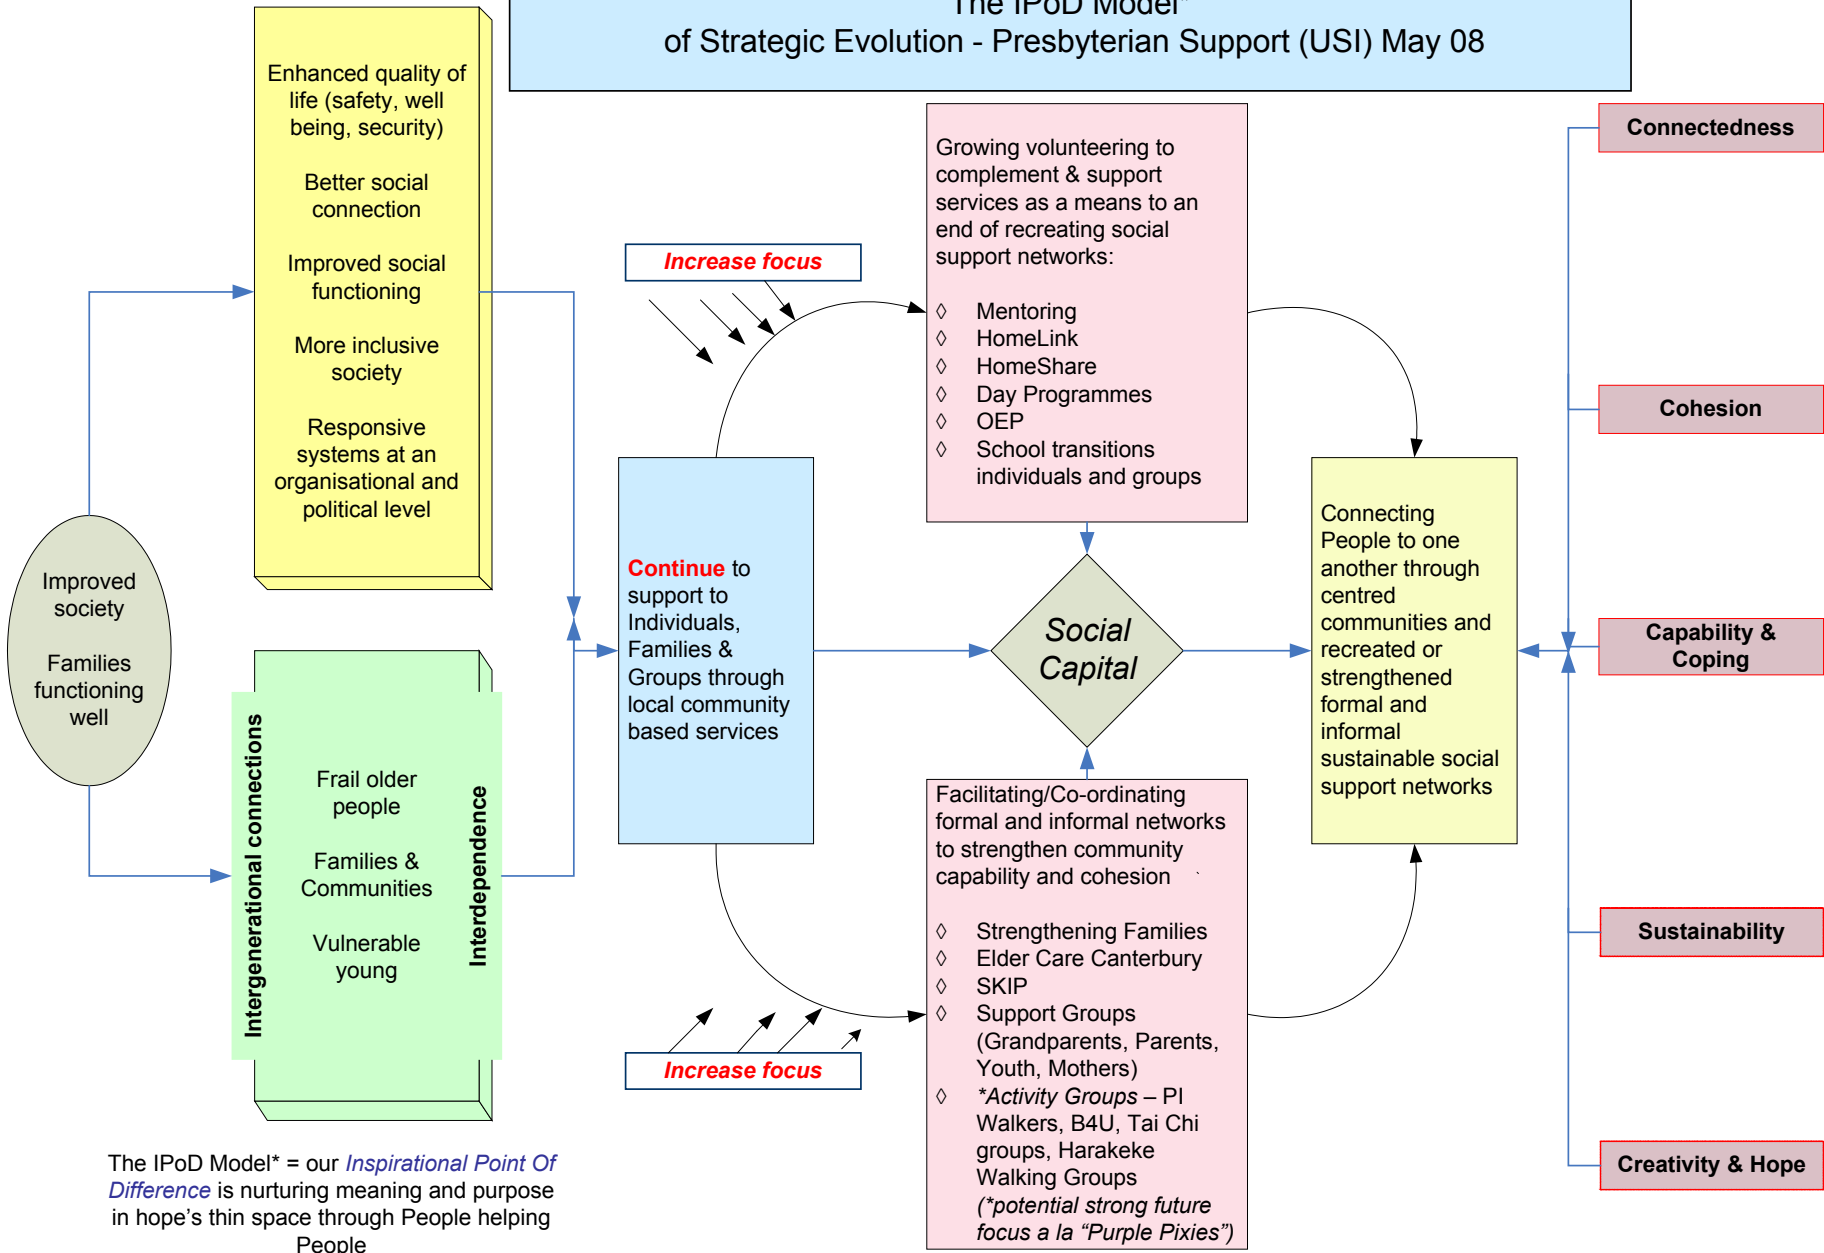 The IPoD Model*
of Strategic Evolution - Presbyterian Support (USI) May 08
Enhanced quality of
life (safety, well
being, security)
Better social
connection
Improved social
functioning
More inclusive
society
Responsive
systems at an
organisational and
political level
Improved
society
Families
functioning
well
Intergenerational connections
Frail older
people
Families &
Communities
Vulnerable
young
Interdependence
The IPoD Model* = our Inspirational Point Of
Difference is nurturing meaning and purpose
in hope's thin space through People helping
People
Continue to
support to
Individuals,
Families &
Groups through
local community
based services
Increase focus
Increase focus
Growing volunteering to
complement & support
services as a means to an
end of recreating social
support networks:
◊ Mentoring
◊ HomeLink
◊ HomeShare
◊ Day Programmes
◊ OEP
◊ School transitions
individuals and groups
Social
Capital
Facilitating/Co-ordinating
formal and informal networks
to strengthen community
capability and cohesion `
◊ Strengthening Families
◊ Elder Care Canterbury
◊ SKIP
◊ Support Groups
(Grandparents, Parents,
Youth, Mothers)
◊ *Activity Groups – PI
Walkers, B4U, Tai Chi
groups, Harakeke
Walking Groups
(*potential strong future
focus a la “Purple Pixies”)
Connecting
People to one
another through
centred
communities and
recreated or
strengthened
formal and
informal
sustainable social
support networks
Connectedness
Cohesion
Capability &
Coping
Sustainability
Creativity & Hope